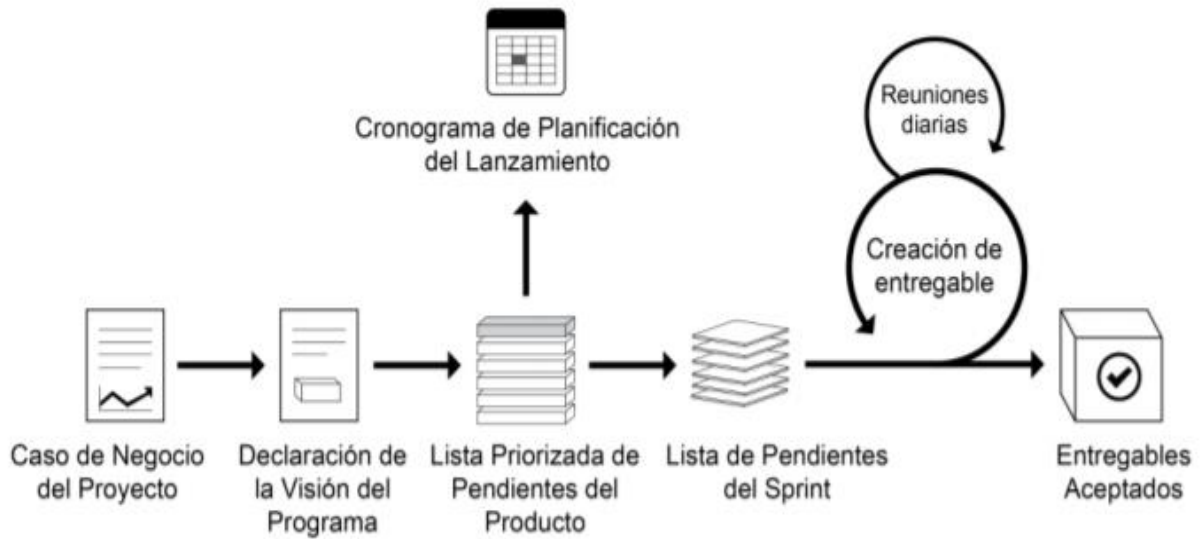 Cronograma de Planificación
del Lanzamiento
Reuniones
diarias
Creación de
entregable
Caso de Negocio
del Proyecto
Declaración de
la Visión del
Programa
Lista Priorizada de
Pendientes del
Producto
Lista de Pendientes
del Sprint
Entregables
Aceptados